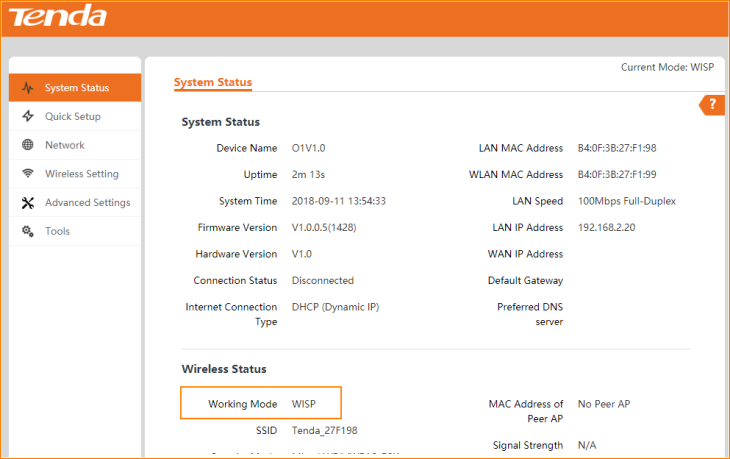 Tenda
Current Mode: WISP
System Status
Quick Setup
Network
Wireless Setting
Advanced Settings
Tools
System Status
?
System Status
Device Name O1V1.0 LAN MAC Address B4:0F:3B:27:F1:98
Uptime 2m 13s WLAN MAC Address B4:0F:3B:27:F1:99
System Time 2018-09-11 13:54:33 LAN Speed 100Mbps Full-Duplex
Firmware Version V1.0.0.5(1428) LAN IP Address 192.168.2.20
Hardware Version V1.0 WAN IP Address
Connection Status Disconnected Default Gateway
Internet Connection DHCP (Dynamic IP) Preferred DNS
Type server
Wireless Status
Working Mode WISP MAC Address of No Peer AP
Peer AP
SSID Tenda_27F198
Signal Strength N/A